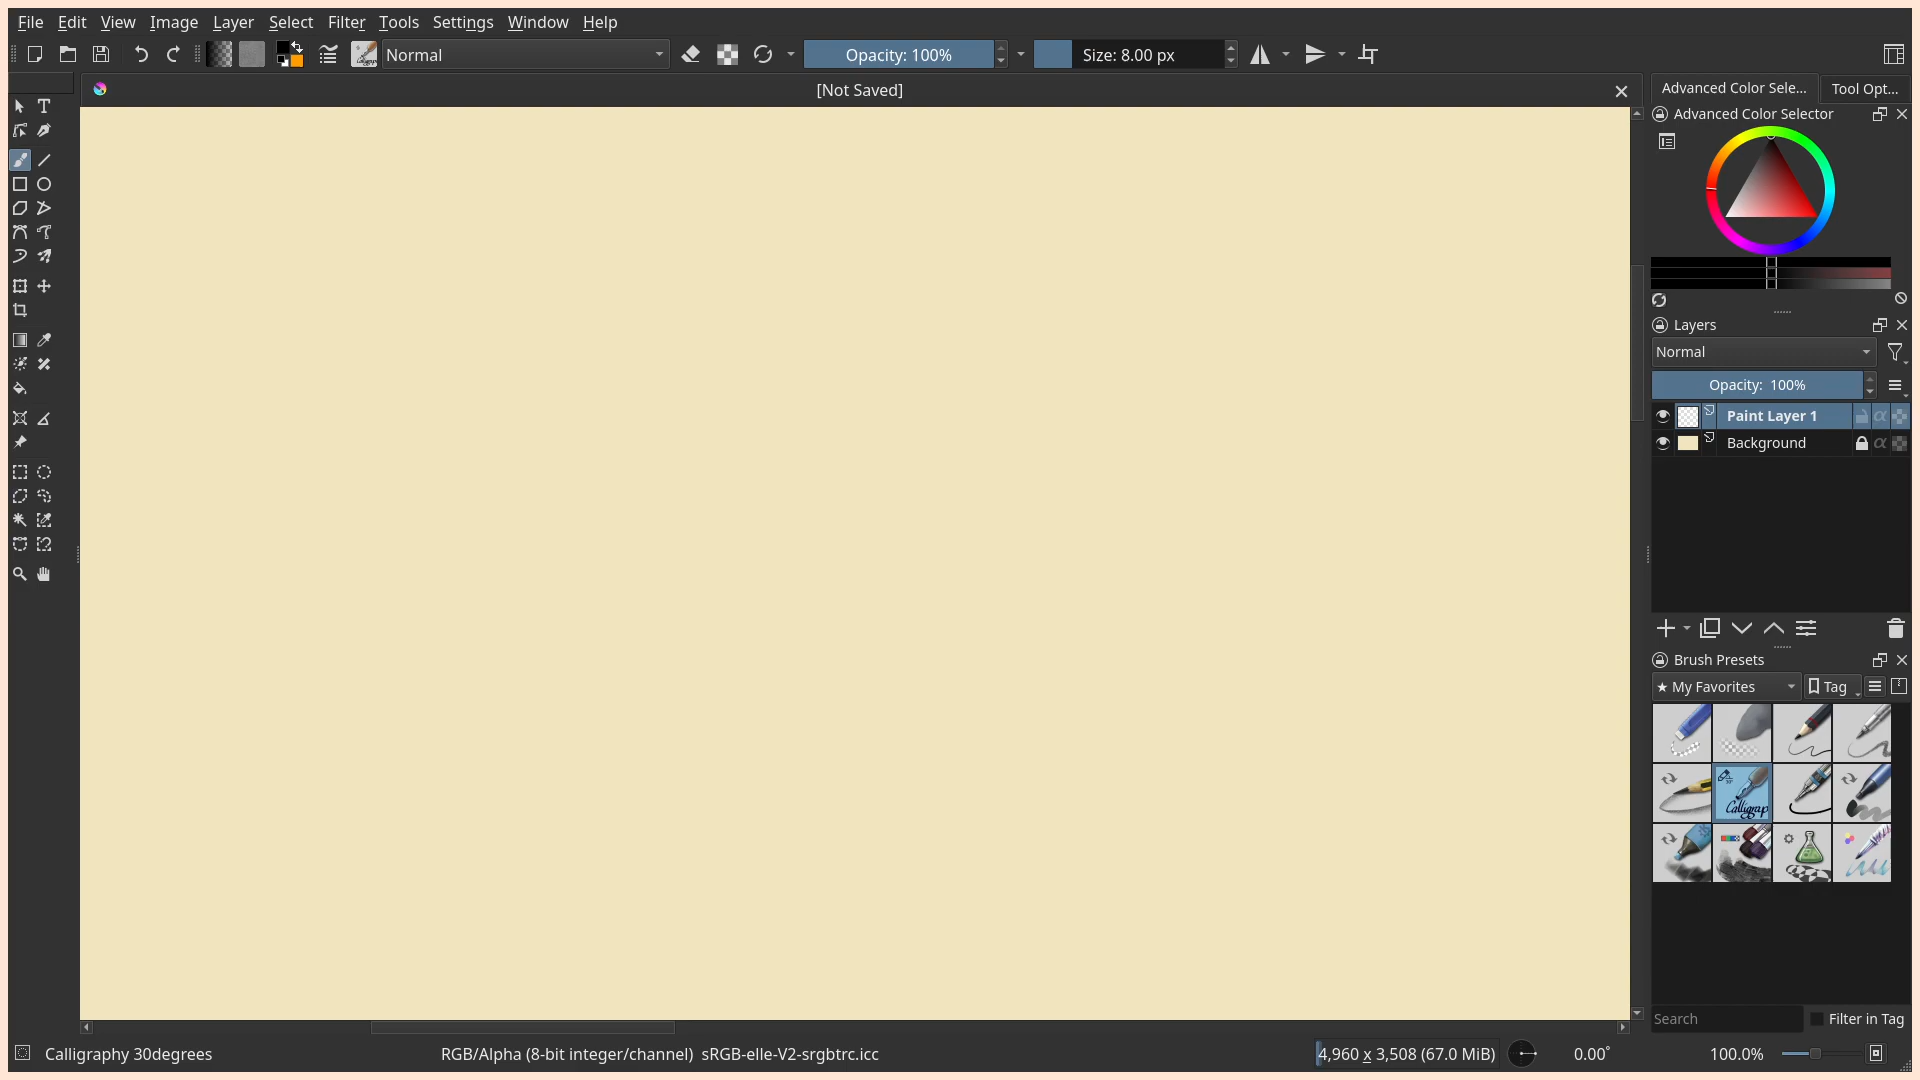 File Edit View Image Layer Select Filter Tools Settings Window Help
Normal Opacity: 100% Size: 8.00 px
[Not Saved]
Advanced Color Sele... Tool Opt...
Advanced Color Selector
Layers
Normal
Opacity: 100%
Paint Layer 1
Background
Brush Presets
★ My Favorites Tag
Search Filter in Tag
Calligraphy 30degrees RGB/Alpha (8-bit integer/channel) sRGB-elle-V2-srgbtrc.icc 4,960 x 3,508 (67.0 MiB) 0.00° 100.0%